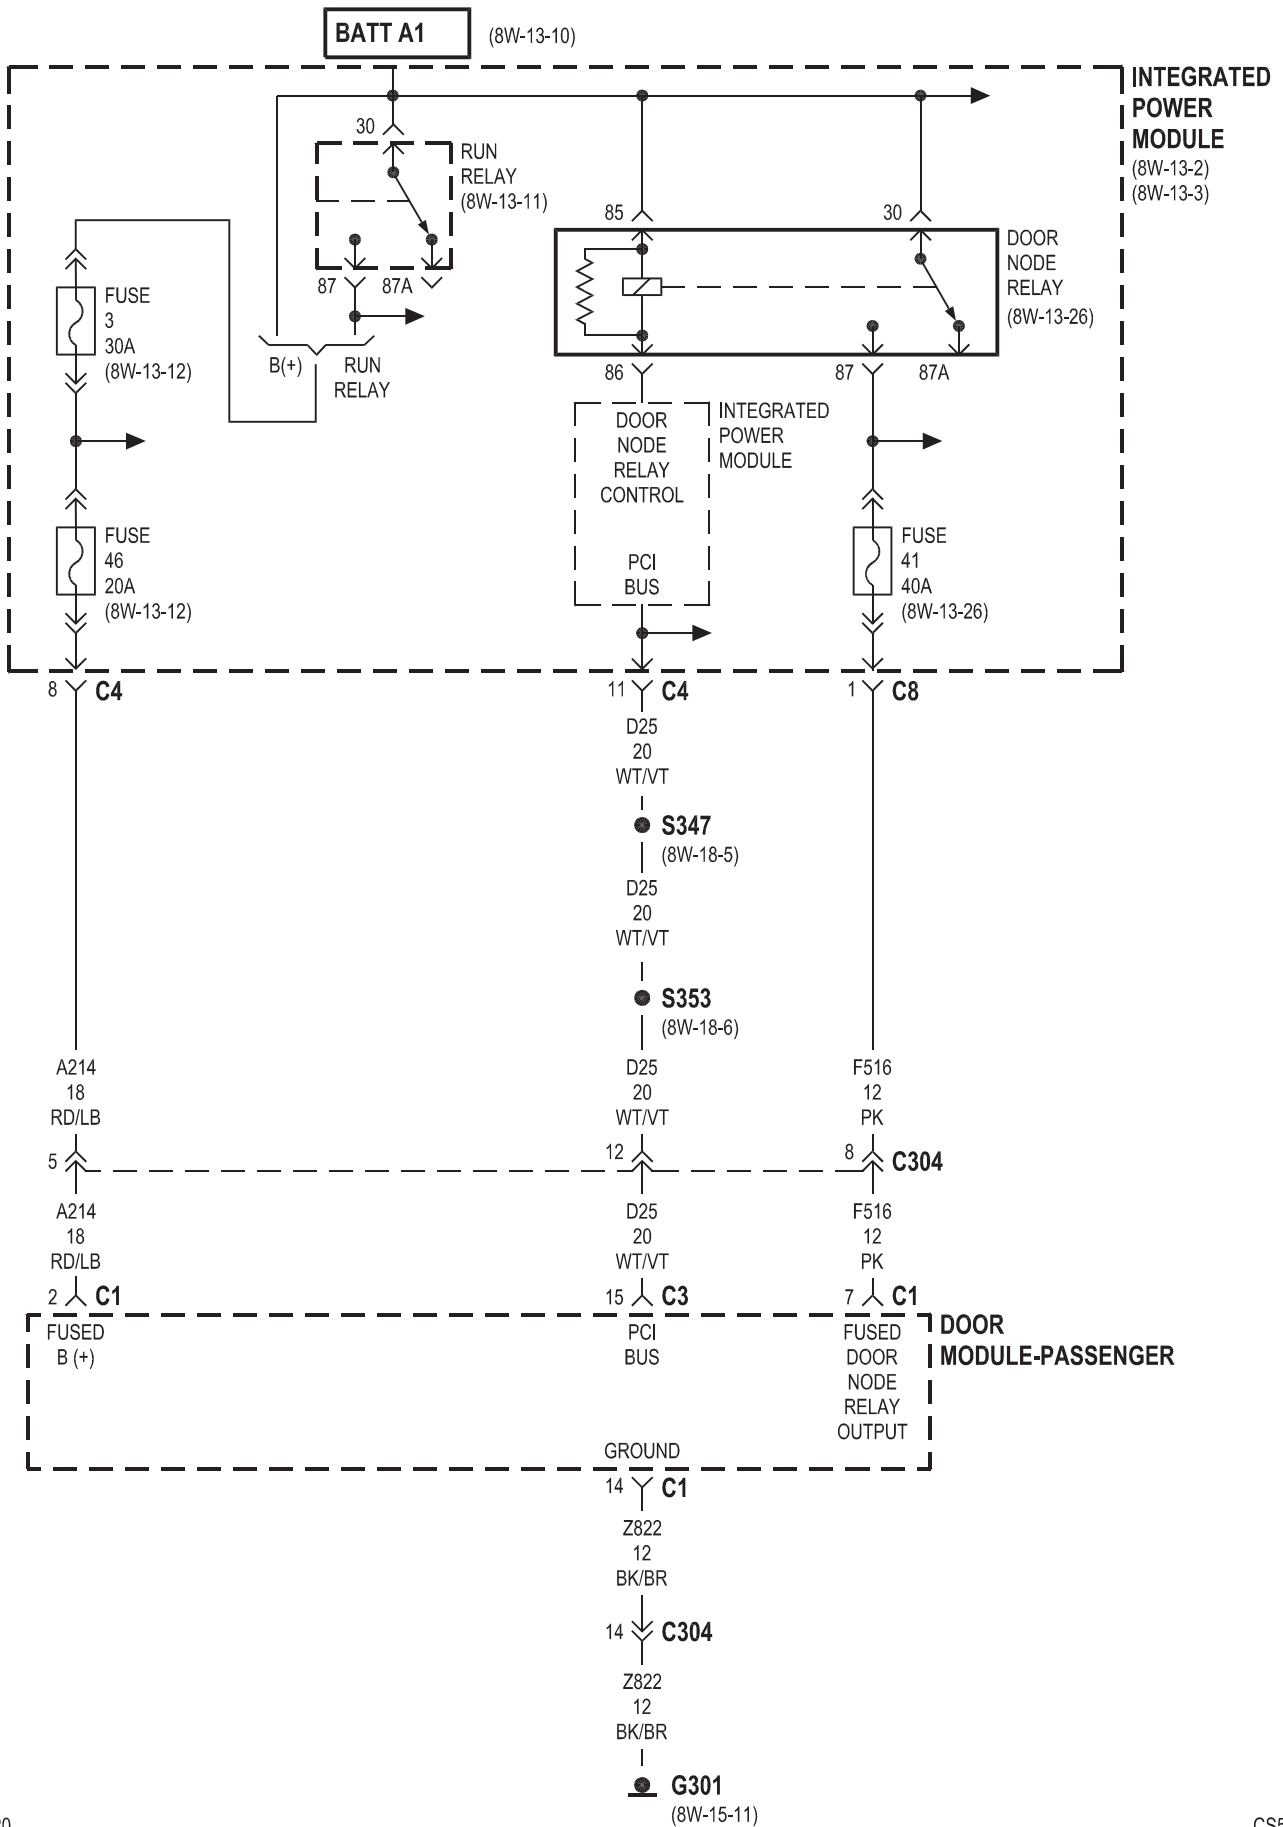 BATT A1 (8W-13-10)
INTEGRATED
POWER
MODULE
(8W-13-2)
(8W-13-3)
30
RUN
RELAY
(8W-13-11)
87 87A
B(+)
RUN
RELAY
FUSE
3
30A
(8W-13-12)
FUSE
46
20A
(8W-13-12)
85 30
DOOR
NODE
RELAY
(8W-13-26)
86 87 87A
DOOR
NODE
RELAY
CONTROL
PCI
BUS
INTEGRATED
POWER
MODULE
FUSE
41
40A
(8W-13-26)
8 C4 11 C4 1 C8
D25
20
WT/VT
S347
(8W-18-5)
D25
20
WT/VT
S353
(8W-18-6)
A214 D25 F516
18 20 12
RD/LB WT/VT PK
5 12 8 C304
A214 D25 F516
18 20 12
RD/LB WT/VT PK
2 C1 15 C3 7 C1
FUSED
B (+)
PCI
BUS
FUSED
DOOR
NODE
RELAY
OUTPUT
DOOR
MODULE-PASSENGER
GROUND
14 C1
Z822
12
BK/BR
14 C304
Z822
12
BK/BR
G301
(8W-15-11)